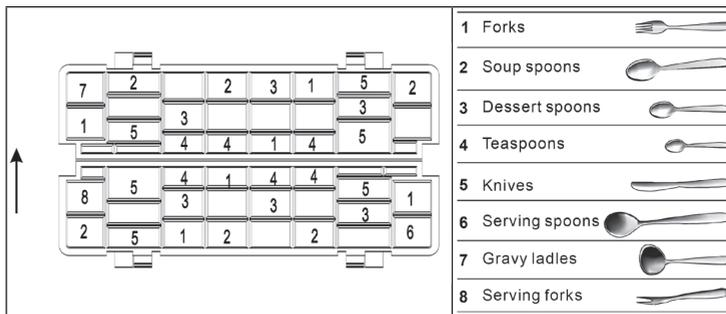 7 2 2 3 1 5 2
3
1 5 3 5
4 4 1 4
5 4 1 4 4 5
8 3 3 1
3
2 5 1 2 2 6
1 Forks
2 Soup spoons
3 Dessert spoons
4 Teaspoons
5 Knives
6 Serving spoons
7 Gravy ladles
8 Serving forks